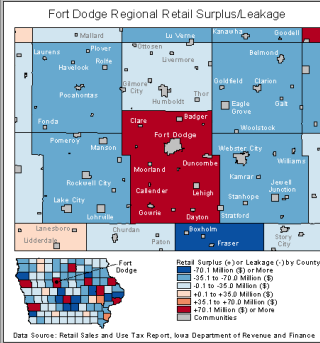 Fort Dodge Regional Retail Surplus/Leakage
Mallard
Ottosen
Lu Verne
Kanawha
Goodell
Laurens
Plover
Rolfe
Havelock
Livermore
Belmond
Pocahontas
Gilmore
City
Humboldt
Thor
Goldfield
Clarion
Eagle
Grove
Galt
Fonda
Clare
Badger
Woolstock
Pomeroy
Manson
Fort Dodge
Webster City
Williams
Duncombe
Moorland
Kamrar
Rockwell City
Callender
Lehigh
Jewell
Junction
Stanhope
Lake City
Lohrville
Gowrie
Dayton
Stratford
Lanesboro
Churdan
Boxholm
Story
City
Lidderdale
Paton
Fraser
Fort
Dodge
Retail Surplus (+) or Leakage (-) by County
-70.1 Million ($) or More
-35.1 to -70.0 Million ($)
-0.1 to -35.0 Million ($)
+0.1 to +35.0 Million ($)
+35.1 to +70.0 Million ($)
+70.1 Million ($) or More
Communities
Data Source: Retail Sales and Use Tax Report, Iowa Department of Revenue and Finance